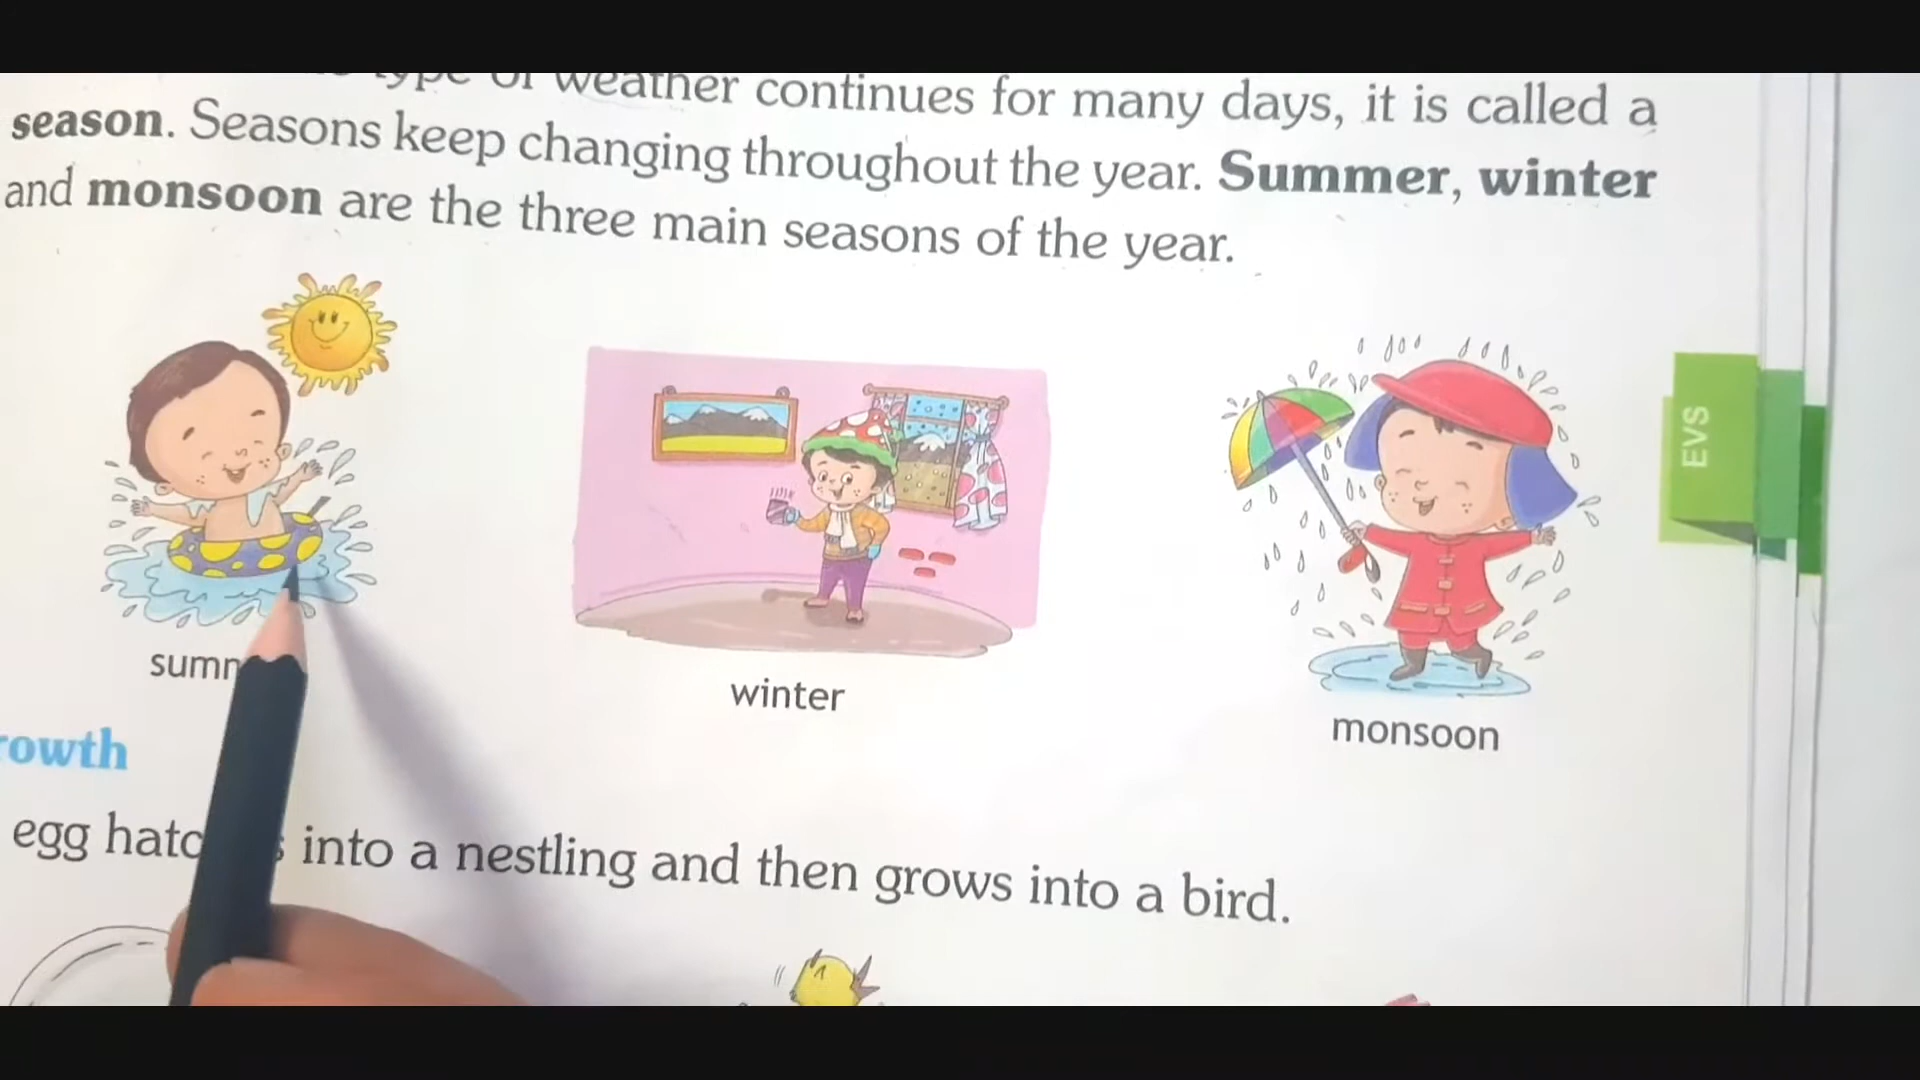 type of weather continues for many days, it is called a
season. Seasons keep changing throughout the year. Summer, winter
and monsoon are the three main seasons of the year.
winter
monsoon
EVS
egg into a nestling and then grows into a bird.